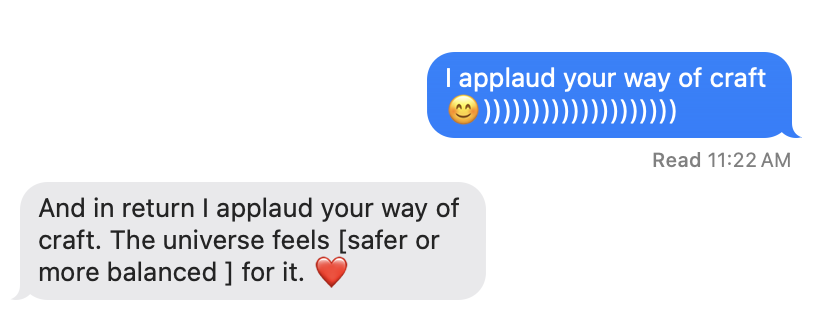 I applaud your way of craft
😊))))))))))))))))))))
Read 11:22 AM
And in return I applaud your way of
craft. The universe feels [safer or
more balanced ] for it. ❤️